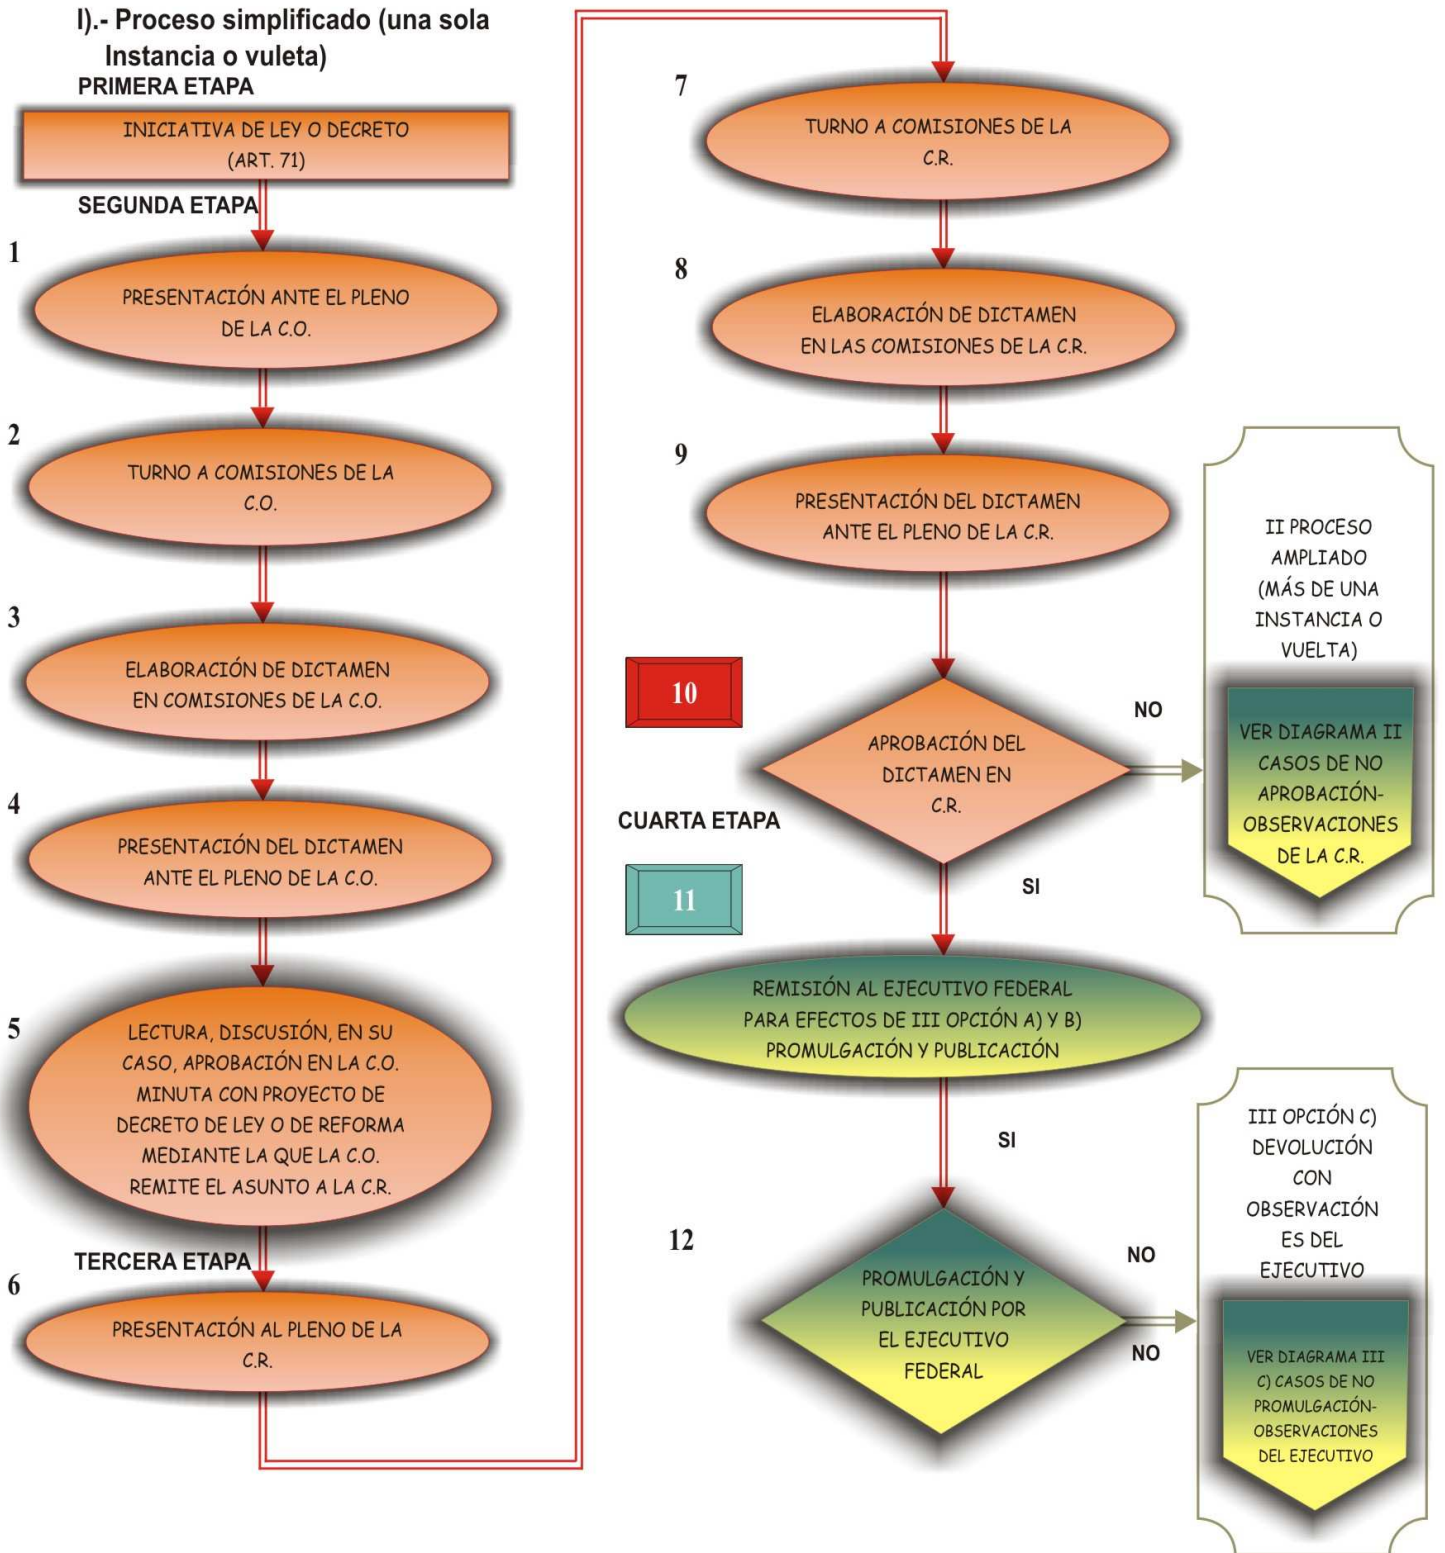 I).- Proceso simplificado (una sola
Instancia o vuleta)
PRIMERA ETAPA
INICIATIVA DE LEY O DECRETO
(ART. 71)
SEGUNDA ETAPA
1
PRESENTACIÓN ANTE EL PLENO
DE LA C.O.
2
TURNO A COMISIONES DE LA
C.O.
3
ELABORACIÓN DE DICTAMEN
EN COMISIONES DE LA C.O.
4
PRESENTACIÓN DEL DICTAMEN
ANTE EL PLENO DE LA C.O.
5
LECTURA, DISCUSIÓN, EN SU
CASO, APROBACIÓN EN LA C.O.
MINUTA CON PROYECTO DE
DECRETO DE LEY O DE REFORMA
MEDIANTE LA QUE LA C.O.
REMITE EL ASUNTO A LA C.R.
TERCERA ETAPA
6
PRESENTACIÓN AL PLENO DE LA
C.R.
7
TURNO A COMISIONES DE LA
C.R.
8
ELABORACIÓN DE DICTAMEN
EN LAS COMISIONES DE LA C.R.
9
PRESENTACIÓN DEL DICTAMEN
ANTE EL PLENO DE LA C.R.
10
APROBACIÓN DEL
DICTAMEN EN
C.R.
NO
II PROCESO
AMPLIADO
(MÁS DE UNA
INSTANCIA O
VUELTA)
VER DIAGRAMA II
CASOS DE NO
APROBACIÓN-
OBSERVACIONES
DE LA C.R.
CUARTA ETAPA
SI
11
REMISIÓN AL EJECUTIVO FEDERAL
PARA EFECTOS DE III OPCIÓN A) Y B)
PROMULGACIÓN Y PUBLICACIÓN
SI
12
PROMULGACIÓN Y
PUBLICACIÓN POR
EL EJECUTIVO
FEDERAL
NO
NO
III OPCIÓN C)
DEVOLUCIÓN
CON
OBSERVACIÓN
ES DEL
EJECUTIVO
VER DIAGRAMA III
C) CASOS DE NO
PROMULGACIÓN-
OBSERVACIONES
DEL EJECUTIVO